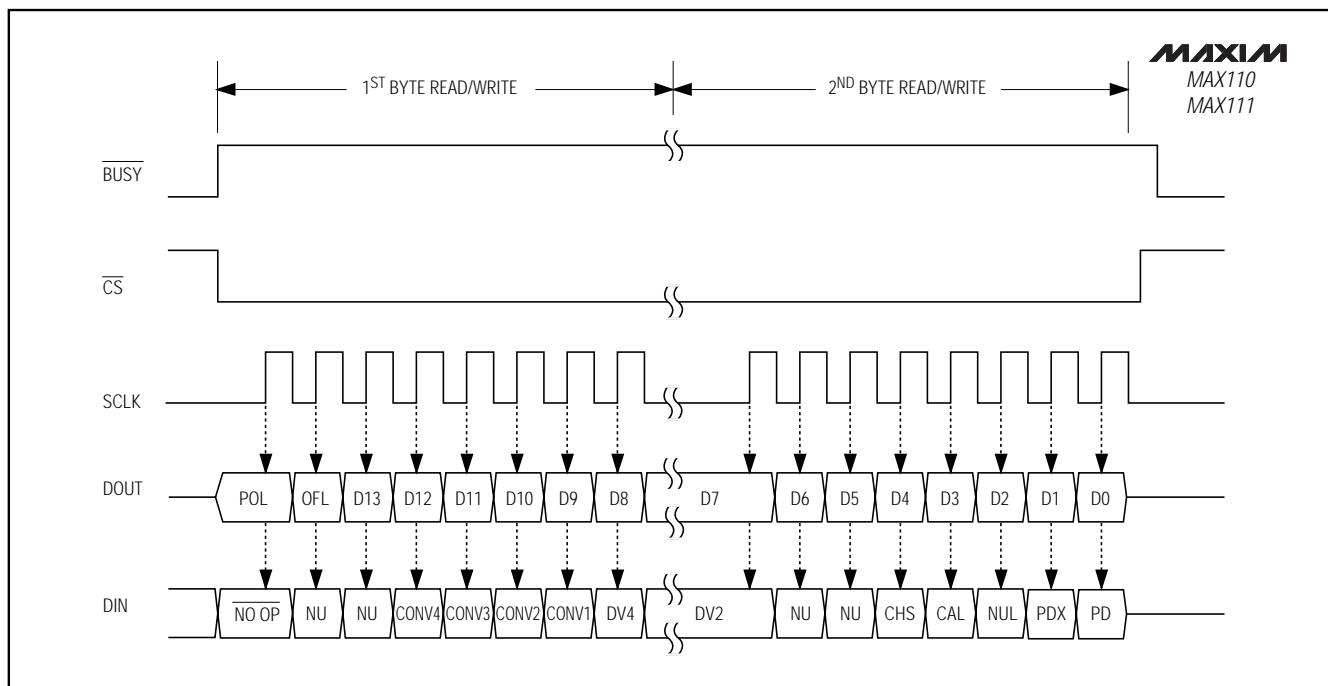 MAXIM
MAX110
MAX111
1ST BYTE READ/WRITE 2ND BYTE READ/WRITE
BUSY
CS
SCLK
DOUT POL OFL D13 D12 D11 D10 D9 D8 D7 D6 D5 D4 D3 D2 D1 D0
DIN NO OP NU NU CONV4 CONV3 CONV2 CONV1 DV4 DV2 NU NU CHS CAL NUL PDX PD